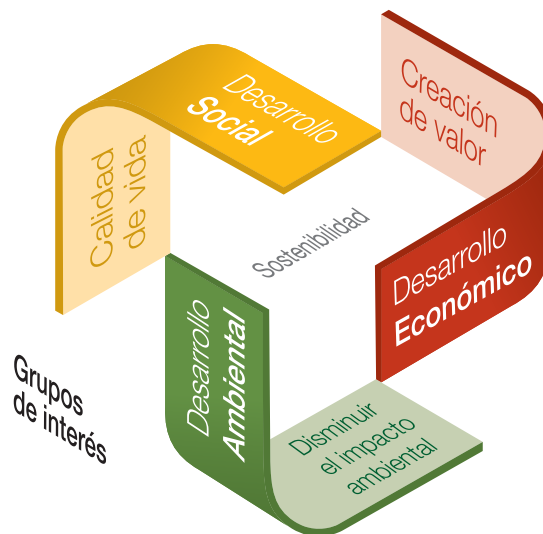 Desarrollo
Social
Creación
de valor
Calidad
de vida
Sostenibilidad
Desarrollo
Económico
Desarrollo
Ambiental
Grupos
de interés
Disminuir
el impacto
ambiental